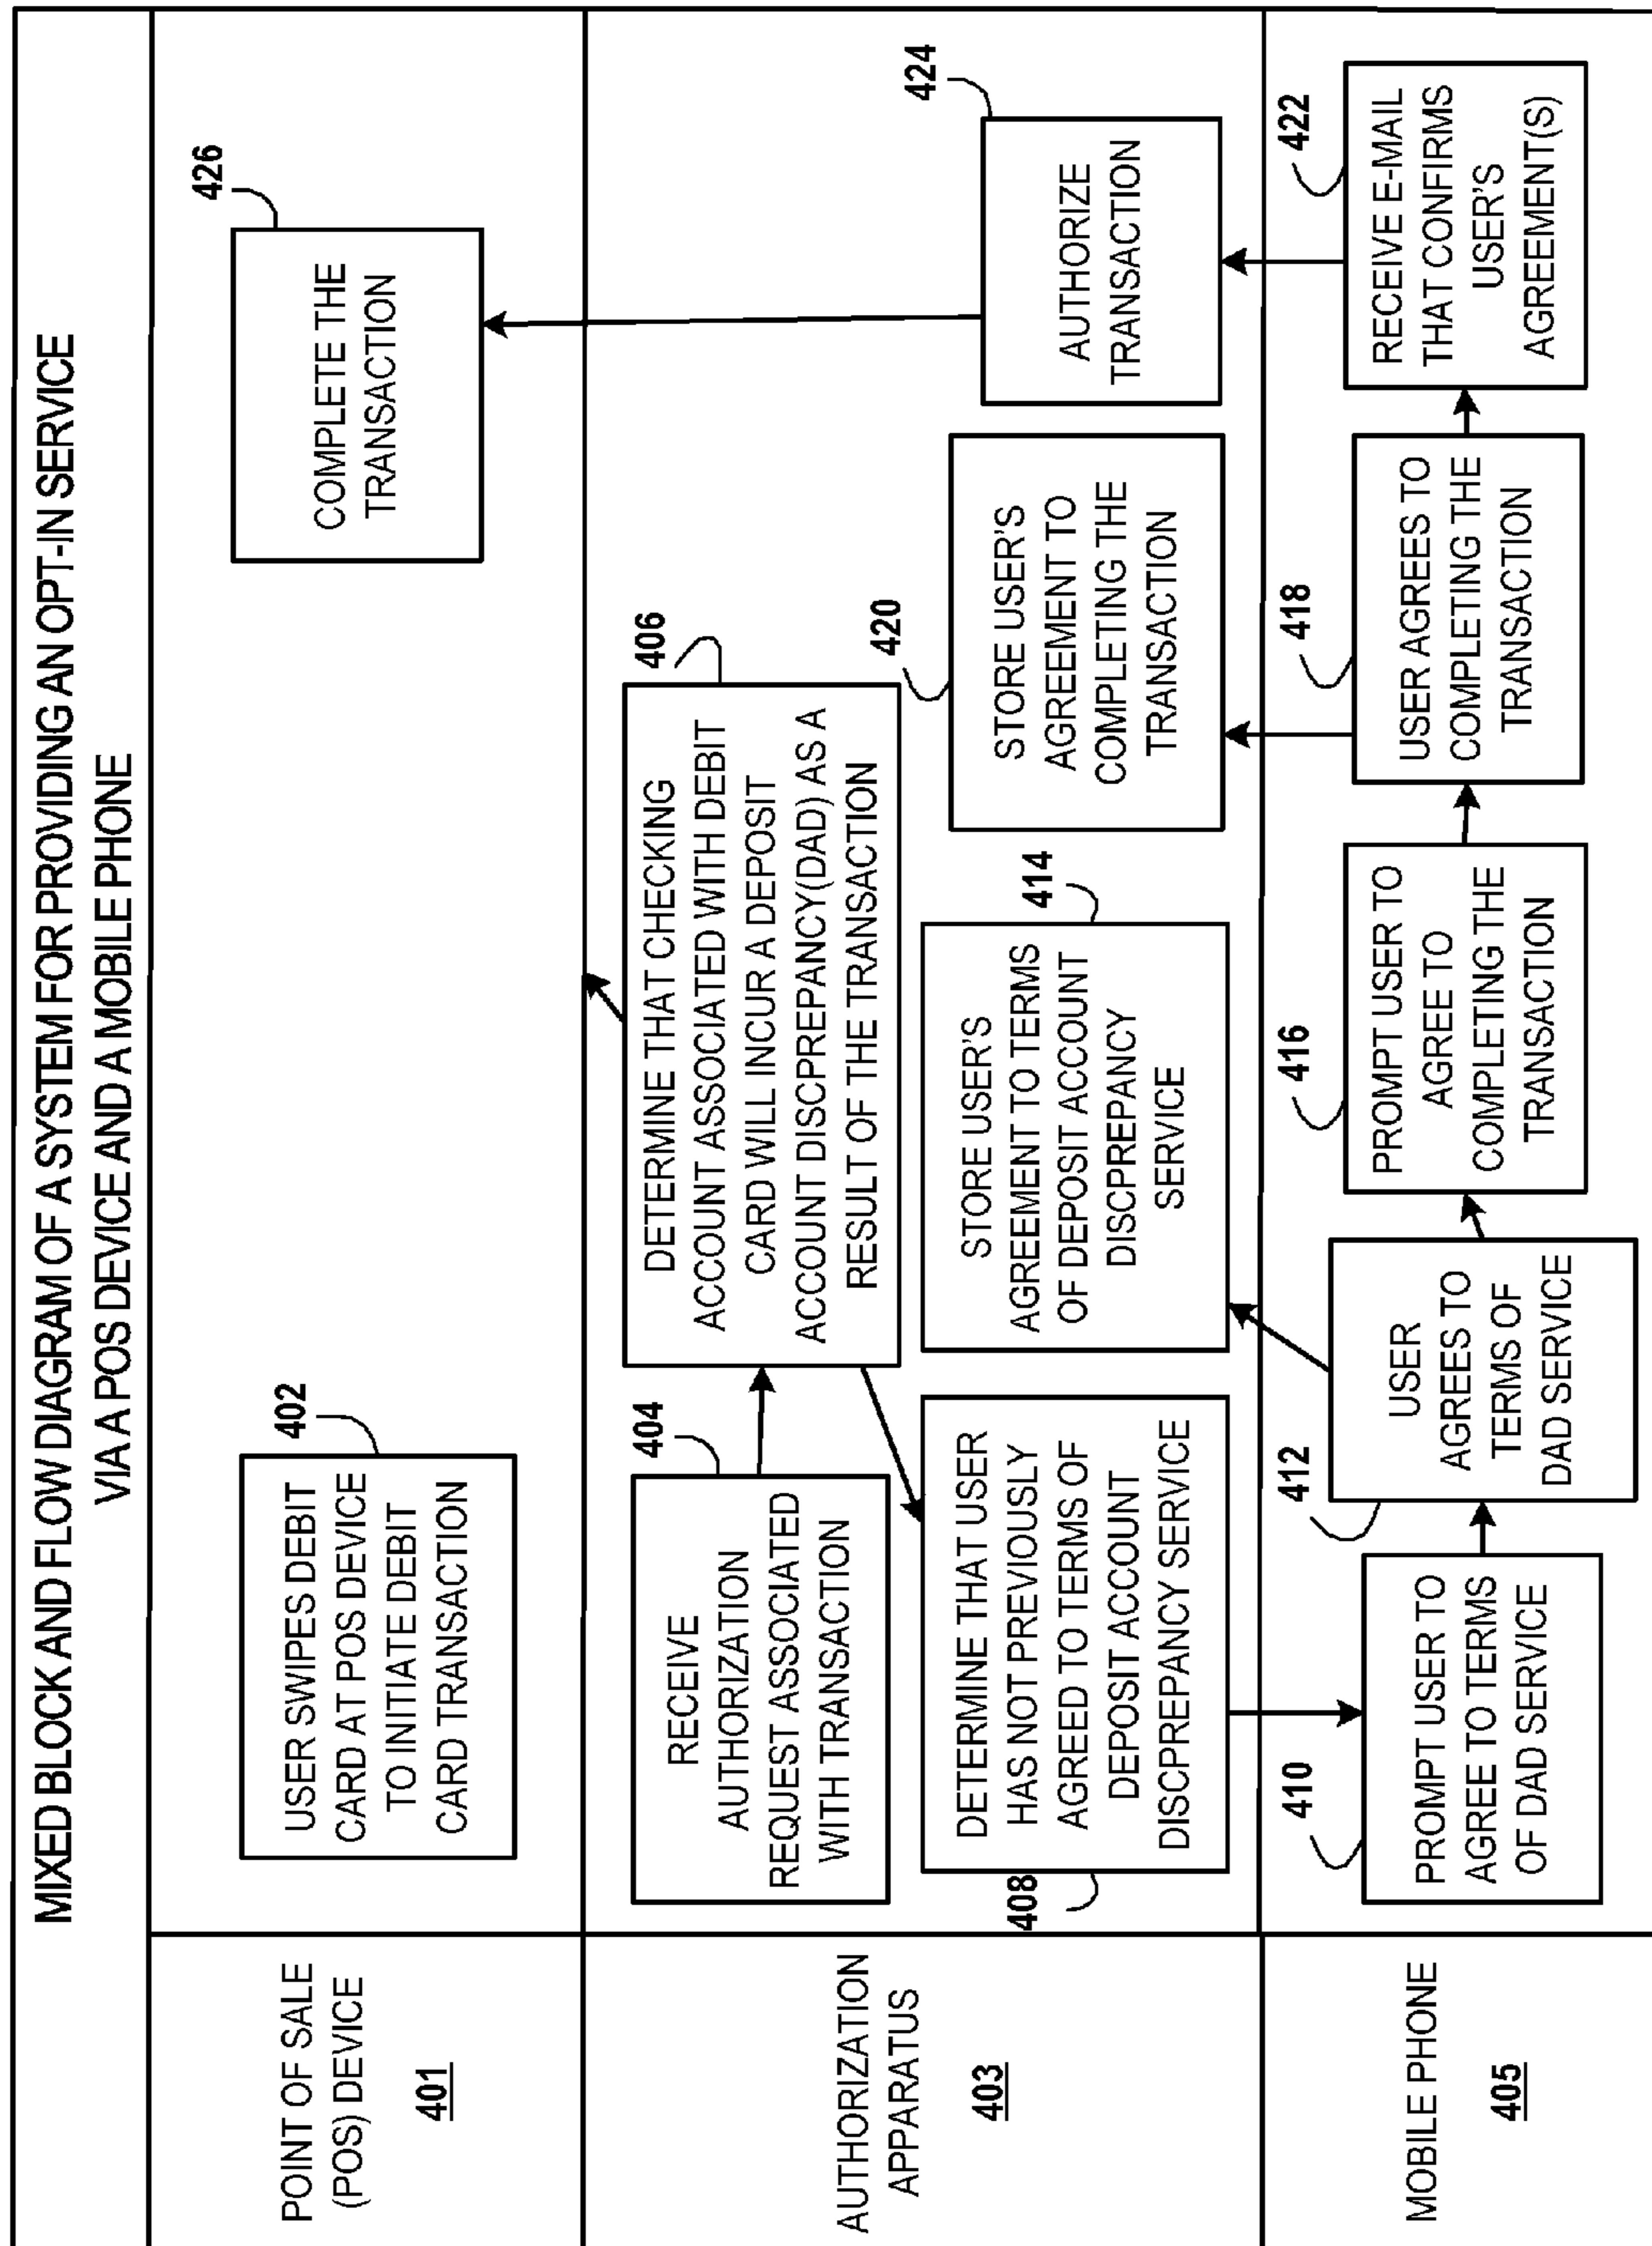 MIXED BLOCK AND FLOW DIAGRAM OF A SYSTEM FOR PROVIDING AN OPT-IN SERVICE
VIA A POS DEVICE AND A MOBILE PHONE
POINT OF SALE
(POS) DEVICE
401
402
USER SWIPES DEBIT
CARD AT POS DEVICE
TO INITIATE DEBIT
CARD TRANSACTION
426
COMPLETE THE
TRANSACTION
AUTHORIZATION
APPARATUS
403
404
RECEIVE
AUTHORIZATION
REQUEST ASSOCIATED
WITH TRANSACTION
406
DETERMINE THAT CHECKING
ACCOUNT ASSOCIATED WITH DEBIT
CARD WILL INCUR A DEPOSIT
ACCOUNT DISCPREPANCY(DAD) AS A
RESULT OF THE TRANSACTION
408
DETERMINE THAT USER
HAS NOT PREVIOUSLY
AGREED TO TERMS OF
DEPOSIT ACCOUNT
DISCPREPANCY SERVICE
414
STORE USER'S
AGREEMENT TO TERMS
OF DEPOSIT ACCOUNT
DISCPREPANCY
SERVICE
420
STORE USER'S
AGREEMENT TO
COMPLETING THE
TRANSACTION
424
AUTHORIZE
TRANSACTION
MOBILE PHONE
405
410
PROMPT USER TO
AGREE TO TERMS
OF DAD SERVICE
412
USER
AGREES TO
TERMS OF
DAD SERVICE
416
PROMPT USER TO
AGREE TO
COMPLETING THE
TRANSACTION
418
USER AGREES TO
COMPLETING THE
TRANSACTION
422
RECEIVE E-MAIL
THAT CONFIRMS
USER'S
AGREEMENT(S)